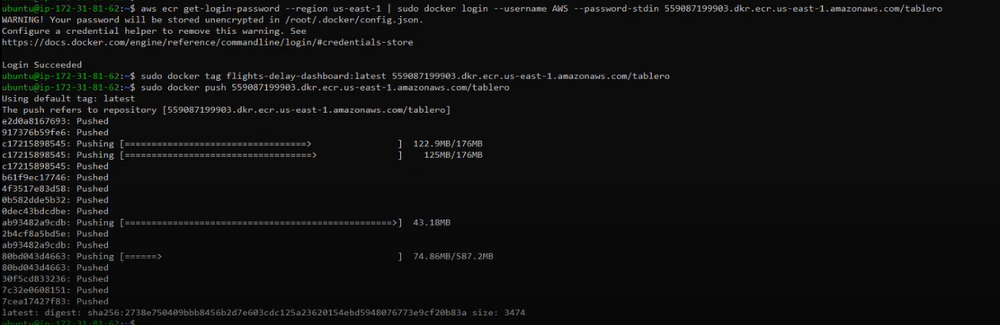 ubuntu@ip-172-31-81-62:~$ aws ecr get-login-password --region us-east-1 | sudo docker login --username AWS --password-stdin 559087199903.dkr.ecr.us-east-1.amazonaws.com/tablero
WARNING! Your password will be stored unencrypted in /root/.docker/config.json.
Configure a credential helper to remove this warning. See
https://docs.docker.com/engine/reference/commandline/login/#credentials-store
Login Succeeded
ubuntu@ip-172-31-81-62:~$ sudo docker tag flights-delay-dashboard:latest 559087199903.dkr.ecr.us-east-1.amazonaws.com/tablero
ubuntu@ip-172-31-81-62:~$ sudo docker push 559087199903.dkr.ecr.us-east-1.amazonaws.com/tablero
Using default tag: latest
The push refers to repository [559087199903.dkr.ecr.us-east-1.amazonaws.com/tablero]
e2d0a8167693: Pushed
917376b59fe6: Pushed
c17215898545: Pushing [==================================>                ] 122.9MB/176MB
c17215898545: Pushing [===================================>               ] 125MB/176MB
c17215898545: Pushed
b61f9ec17746: Pushed
4f3517e83d58: Pushed
0b582dde5b32: Pushed
0dec43bdcdbe: Pushed
ab93482a9cdb: Pushing [==================================================>] 43.18MB
2b4cf8a5bd5e: Pushed
ab93482a9cdb: Pushed
80bd043d4663: Pushing [======>                                            ] 74.86MB/587.2MB
80bd043d4663: Pushed
30f5cd833236: Pushed
7c32e0608151: Pushed
7cea17427f83: Pushed
latest: digest: sha256:2738e750409bbb8456b2d7e603cdc125a23620154ebd5948076773e9cf20b83a size: 3474
ubuntu@ip-172-31-81-62:~$